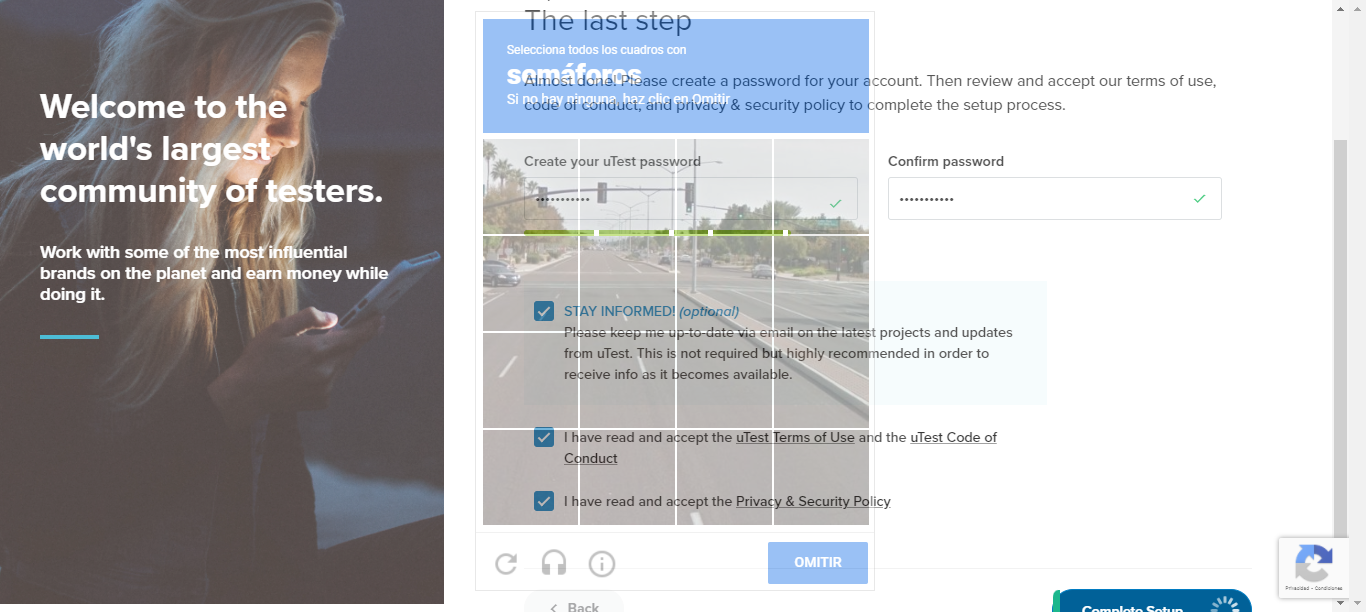 Welcome to the
world's largest
community of testers.
Work with some of the most influential
brands on the planet and earn money while
doing it.
The last step
Selecciona todos los cuadros con
semáforos
Si no hay ninguna, haz clic en Omitir
Almost done! Please create a password for your account. Then review and accept our terms of use,
code of conduct, and privacy & security policy to complete the setup process.
Create your uTest password
Confirm password
STAY INFORMED! (optional)
Please keep me up-to-date via email on the latest projects and updates
from uTest. This is not required but highly recommended in order to
receive info as it becomes available.
I have read and accept the uTest Terms of Use and the uTest Code of
Conduct
I have read and accept the Privacy & Security Policy
OMITIR
Privacidad - Condiciones
Back
Complete Setup